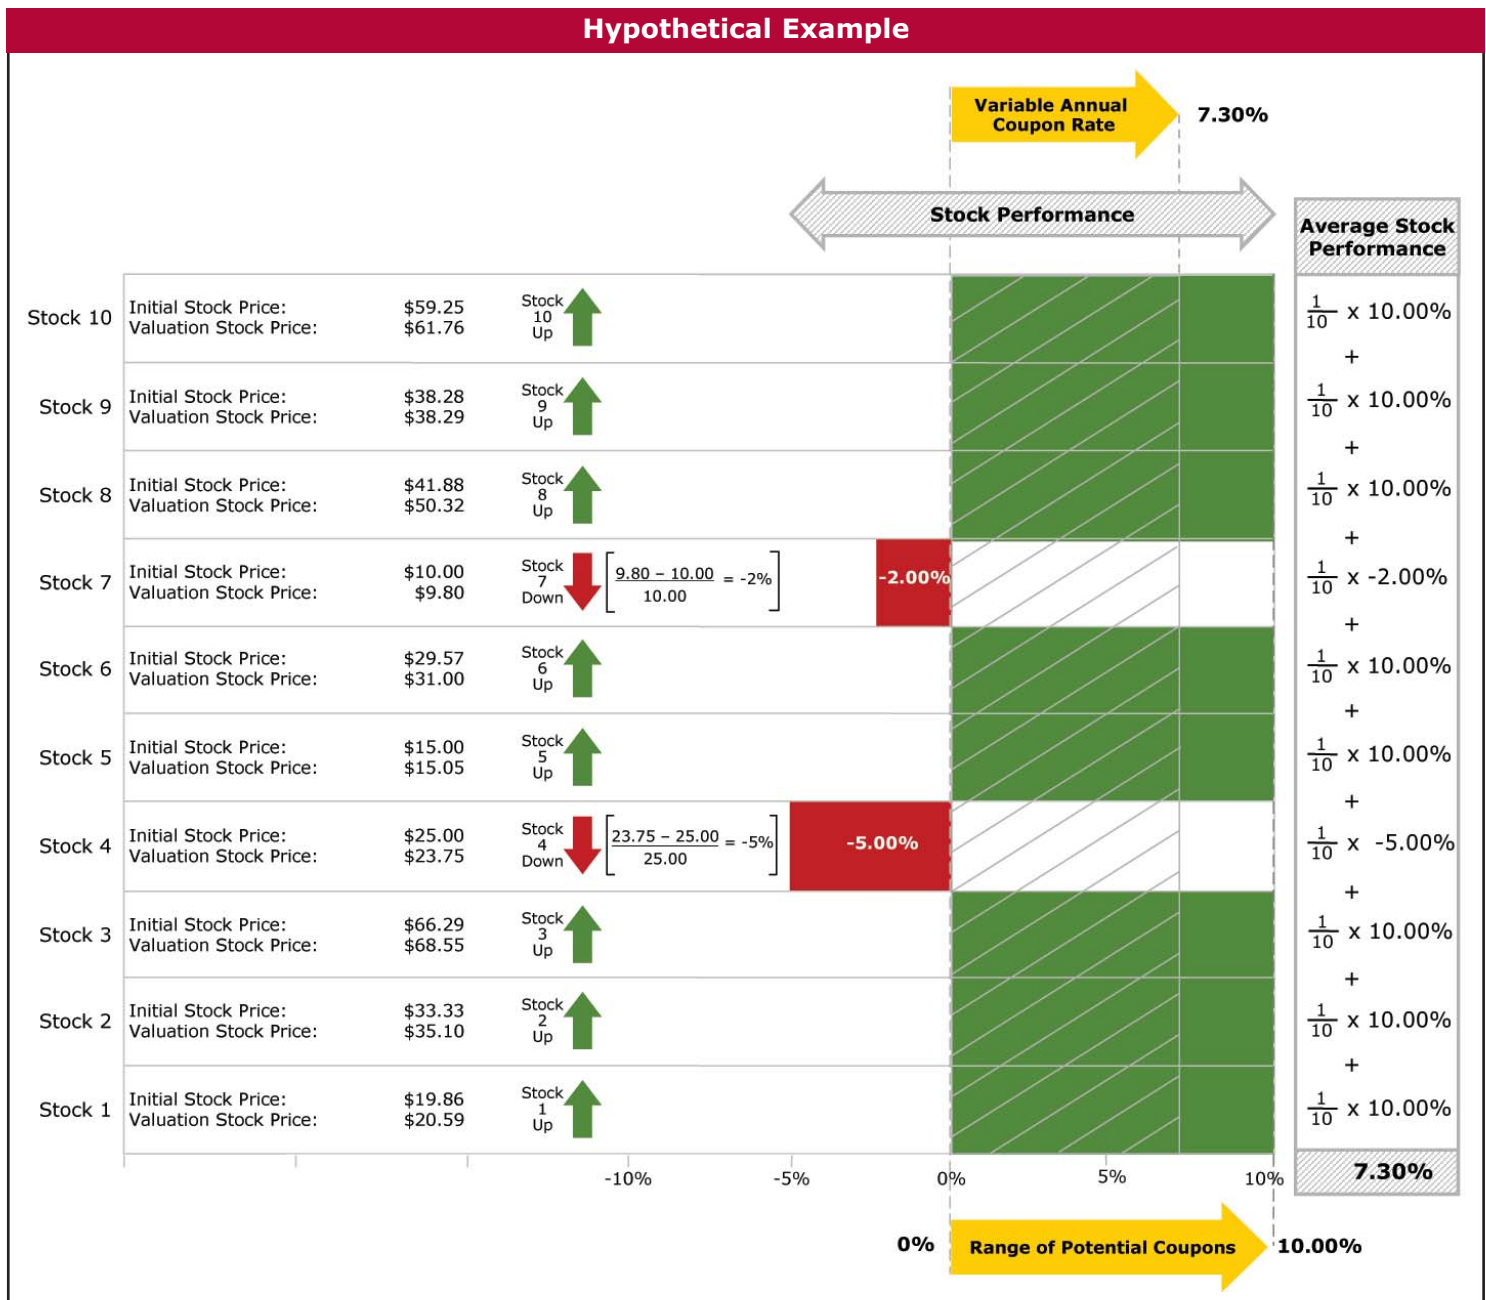 Hypothetical Example
Variable Annual
Coupon Rate
7.30%
Stock Performance
Average Stock
Performance
Stock 10
Initial Stock Price: $59.25
Valuation Stock Price: $61.76
Stock
10
Up
1/10 x 10.00%
+
Stock 9
Initial Stock Price: $38.28
Valuation Stock Price: $38.29
Stock
9
Up
1/10 x 10.00%
+
Stock 8
Initial Stock Price: $41.88
Valuation Stock Price: $50.32
Stock
8
Up
1/10 x 10.00%
+
Stock 7
Initial Stock Price: $10.00
Valuation Stock Price: $9.80
Stock
7
Down
9.80 – 10.00
= -2%
10.00
-2.00%
1/10 x -2.00%
+
Stock 6
Initial Stock Price: $29.57
Valuation Stock Price: $31.00
Stock
6
Up
1/10 x 10.00%
+
Stock 5
Initial Stock Price: $15.00
Valuation Stock Price: $15.05
Stock
5
Up
1/10 x 10.00%
+
Stock 4
Initial Stock Price: $25.00
Valuation Stock Price: $23.75
Stock
4
Down
23.75 – 25.00
= -5%
25.00
-5.00%
1/10 x -5.00%
+
Stock 3
Initial Stock Price: $66.29
Valuation Stock Price: $68.55
Stock
3
Up
1/10 x 10.00%
+
Stock 2
Initial Stock Price: $33.33
Valuation Stock Price: $35.10
Stock
2
Up
1/10 x 10.00%
+
Stock 1
Initial Stock Price: $19.86
Valuation Stock Price: $20.59
Stock
1
Up
1/10 x 10.00%
7.30%
-10% -5% 0% 5% 10%
0% Range of Potential Coupons 10.00%